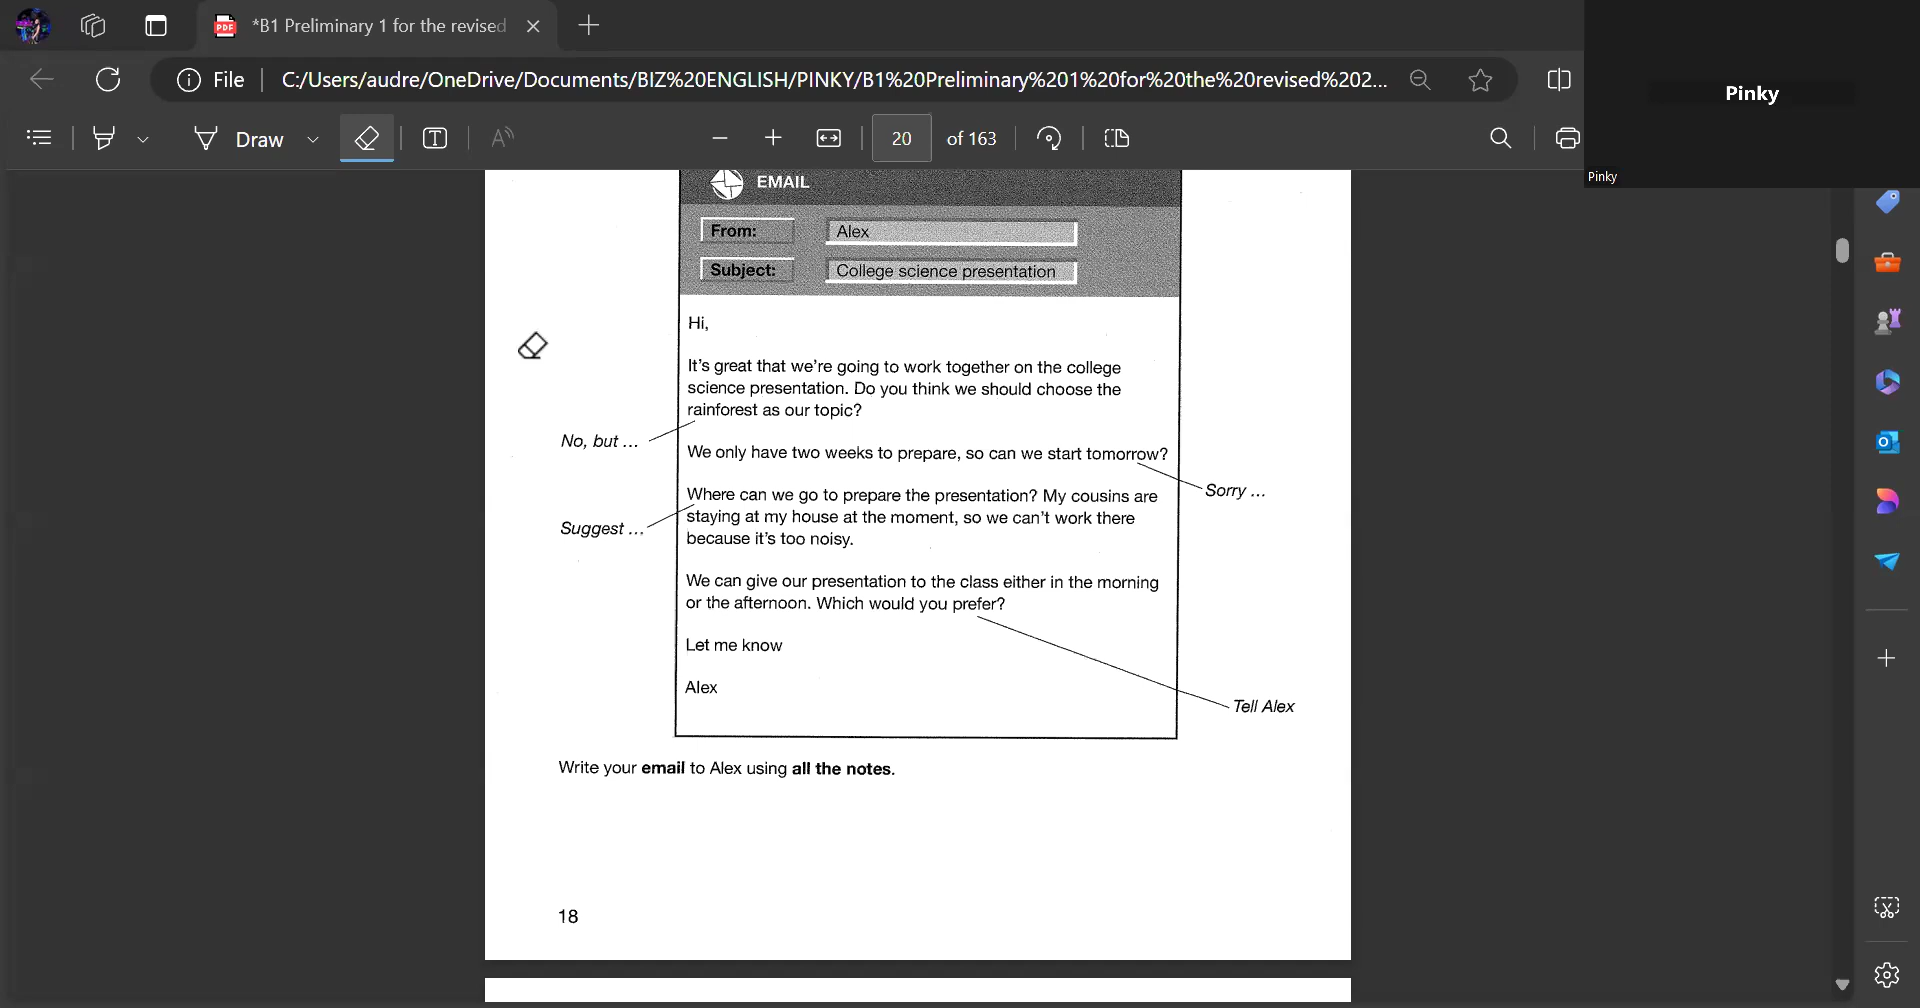 *B1 Preliminary 1 for the revised
File
C:/Users/audre/OneDrive/Documents/BIZ%20ENGLISH/PINKY/B1%20Preliminary%201%20for%20the%20revised%202...
Draw
20 of 163
Pinky
Pinky
EMAIL
From: Alex
Subject: College science presentation
Hi,
It's great that we're going to work together on the college
science presentation. Do you think we should choose the
rainforest as our topic?
No, but ...
We only have two weeks to prepare, so can we start tomorrow?
Sorry ...
Where can we go to prepare the presentation? My cousins are
staying at my house at the moment, so we can't work there
because it's too noisy.
Suggest ...
We can give our presentation to the class either in the morning
or the afternoon. Which would you prefer?
Let me know
Alex
Tell Alex
Write your email to Alex using all the notes.
18